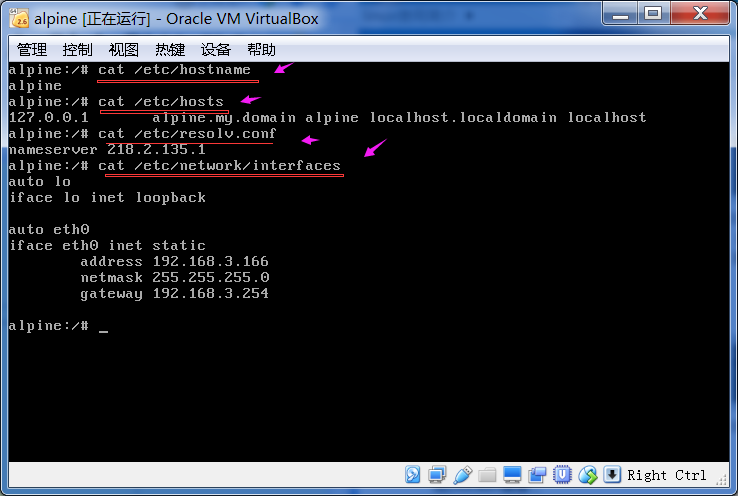 alpine [正在运行] - Oracle VM VirtualBox
管理 控制 视图 热键 设备 帮助
alpine:/# cat /etc/hostname
alpine
alpine:/# cat /etc/hosts
127.0.0.1 alpine.my.domain alpine localhost.localdomain localhost
alpine:/# cat /etc/resolv.conf
nameserver 218.2.135.1
alpine:/# cat /etc/network/interfaces
auto lo
iface lo inet loopback
auto eth0
iface eth0 inet static
address 192.168.3.166
netmask 255.255.255.0
gateway 192.168.3.254
alpine:/# _
Right Ctrl